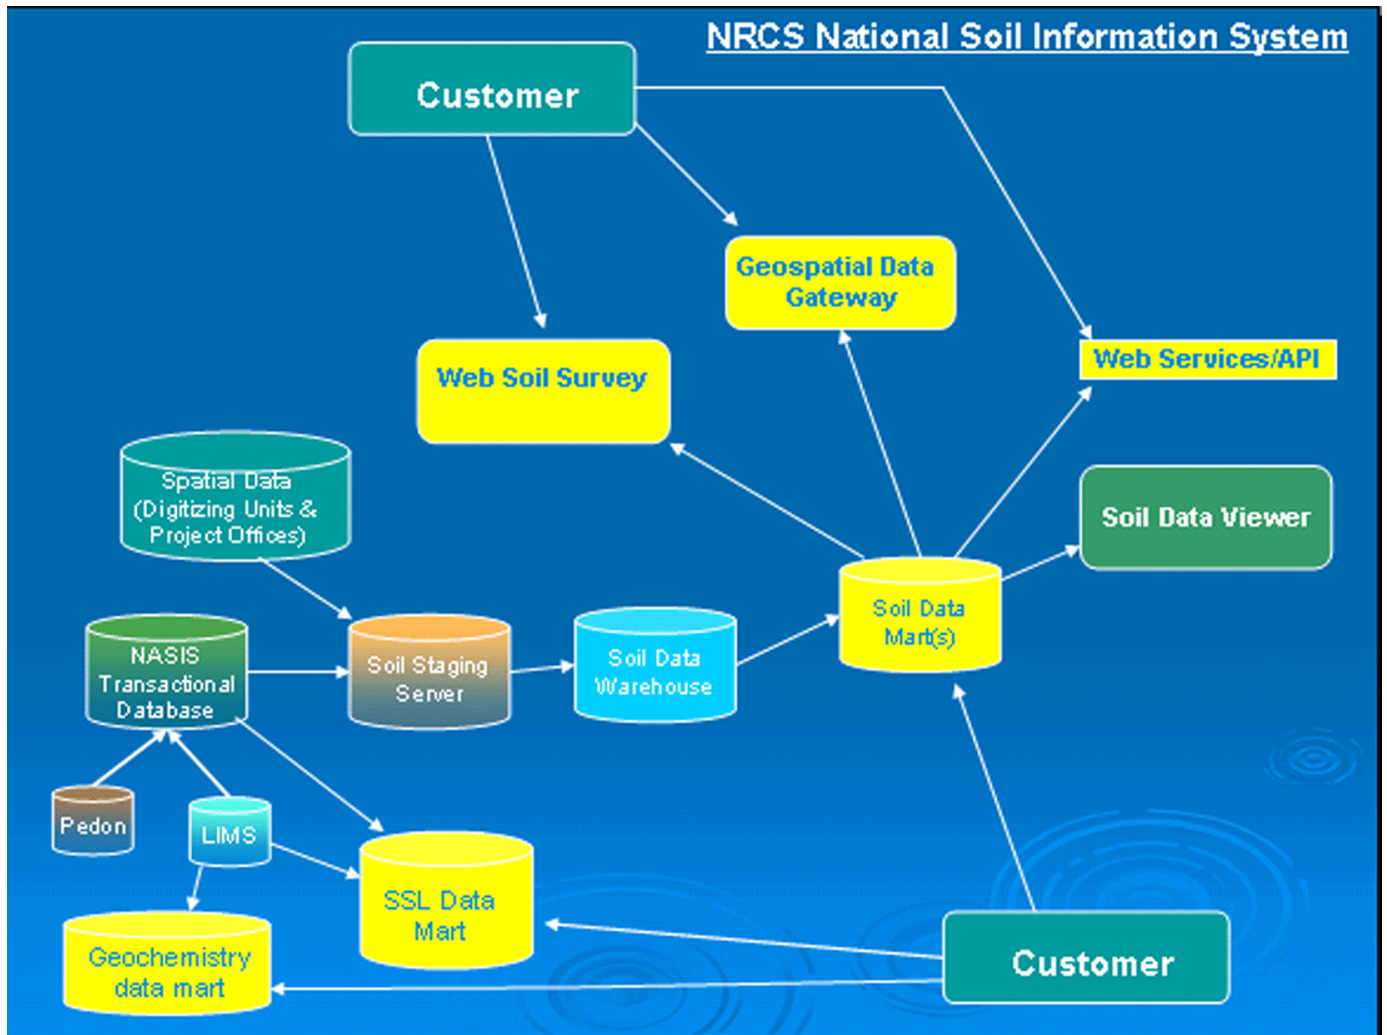 NRCS National Soil Information System
Customer
Geospatial Data
Gateway
Web Services/API
Web Soil Survey
Spatial Data
(Digitizing Units &
Project Offices)
Soil Data Viewer
Soil Data
Mart(s)
NASIS
Transactional
Database
Soil Staging
Server
Soil Data
Warehouse
Pedon
LIMS
SSL Data
Mart
Geochemistry
data mart
Customer